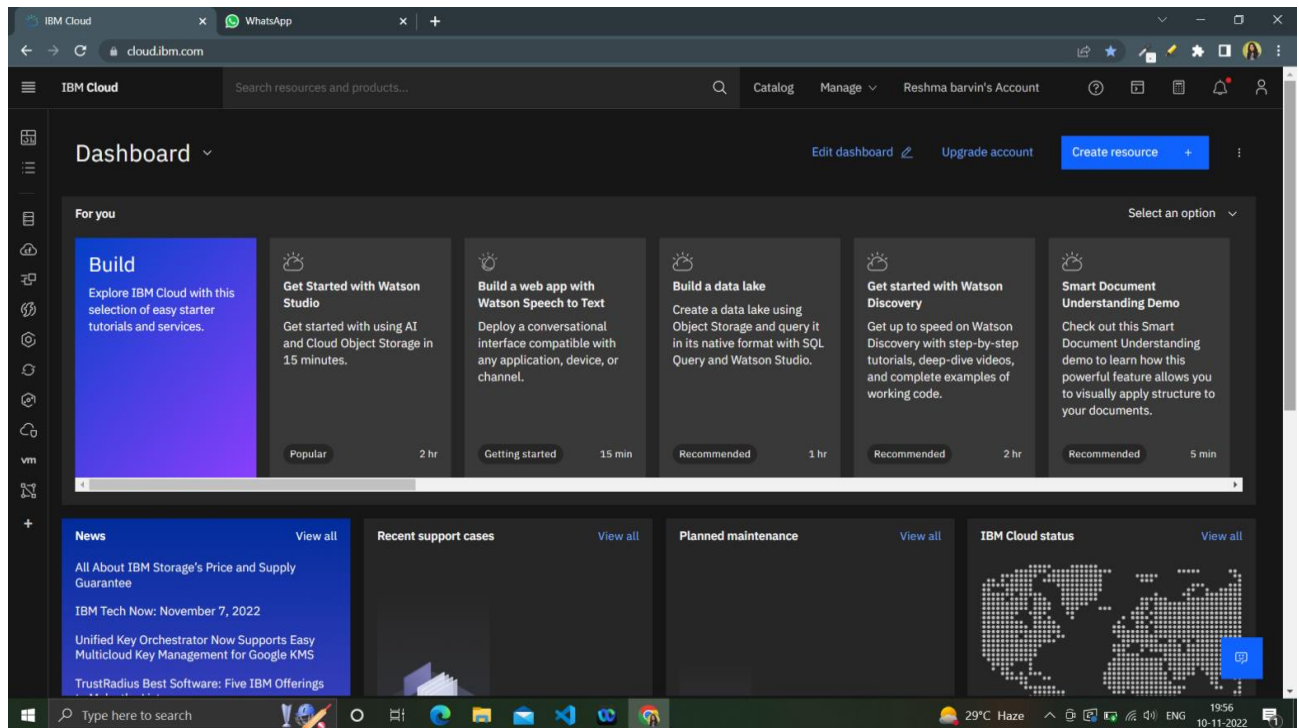 IBM Cloud
WhatsApp
cloud.ibm.com
IBM Cloud
Search resources and products...
Catalog
Manage
Reshma barvin's Account
Dashboard
Edit dashboard
Upgrade account
Create resource +
For you
Select an option
Build
Explore IBM Cloud with this
selection of easy starter
tutorials and services.
Get Started with Watson
Studio
Get started with using AI
and Cloud Object Storage in
15 minutes.
Popular
2 hr
Build a web app with
Watson Speech to Text
Deploy a conversational
interface compatible with
any application, device, or
channel.
Getting started
15 min
Build a data lake
Create a data lake using
Object Storage and query it
in its native format with SQL
Query and Watson Studio.
Recommended
1 hr
Get started with Watson
Discovery
Get up to speed on Watson
Discovery with step-by-step
tutorials, deep-dive videos,
and complete examples of
working code.
Recommended
2 hr
Smart Document
Understanding Demo
Check out this Smart
Document Understanding
demo to learn how this
powerful feature allows you
to visually apply structure to
your documents.
Recommended
5 min
vm
News
View all
All About IBM Storage's Price and Supply
Guarantee
IBM Tech Now: November 7, 2022
Unified Key Orchestrator Now Supports Easy
Multicloud Key Management for Google KMS
TrustRadius Best Software: Five IBM Offerings
Recent support cases
View all
Planned maintenance
View all
IBM Cloud status
View all
Type here to search
29°C Haze
ENG
19:56
10-11-2022